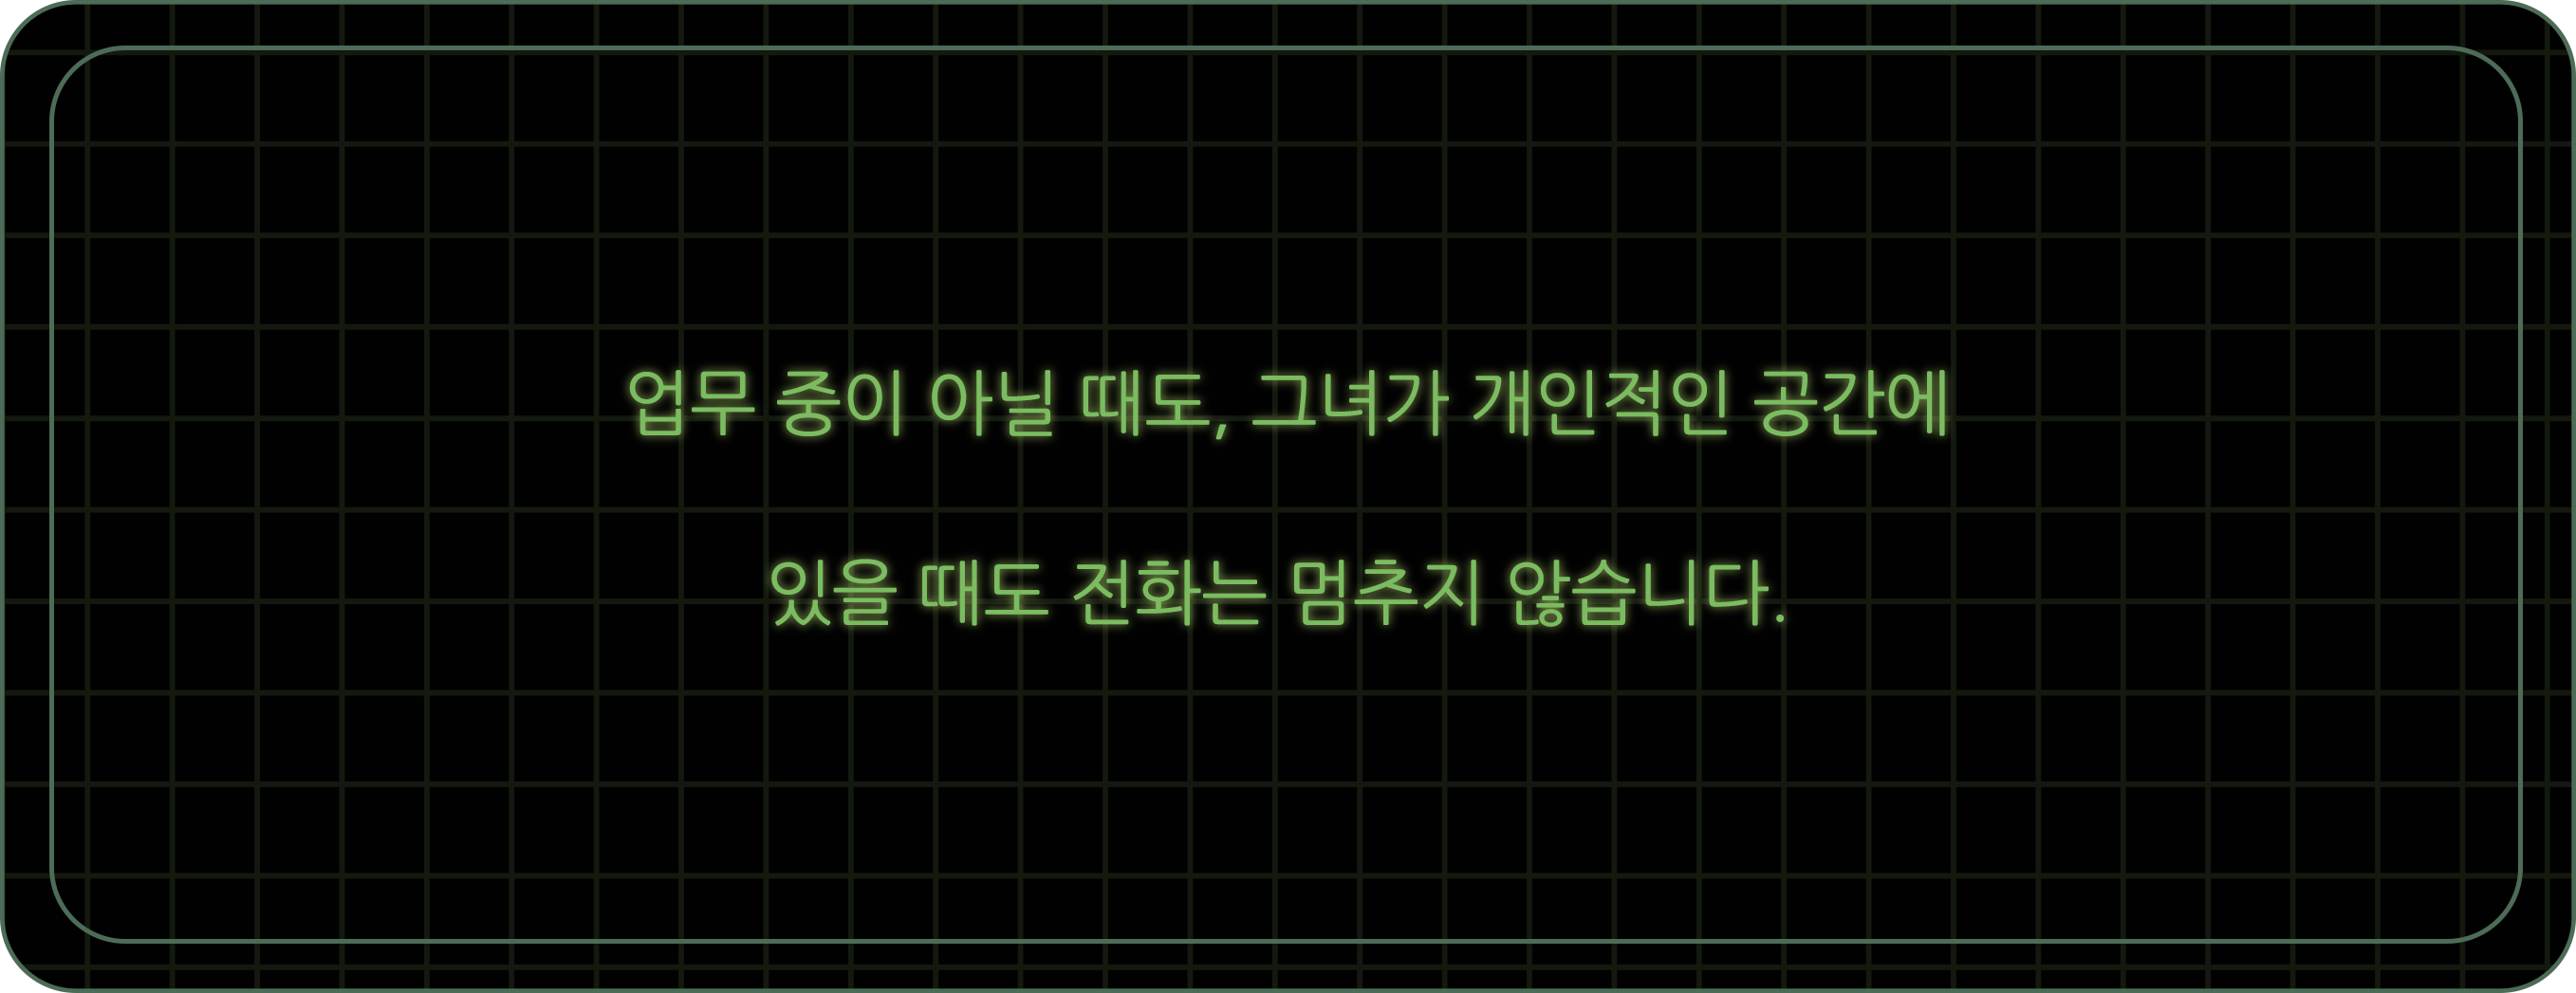 업무 중이 아닐 때도, 그녀가 개인적인 공간에
있을 때도 전화는 멈추지 않습니다.